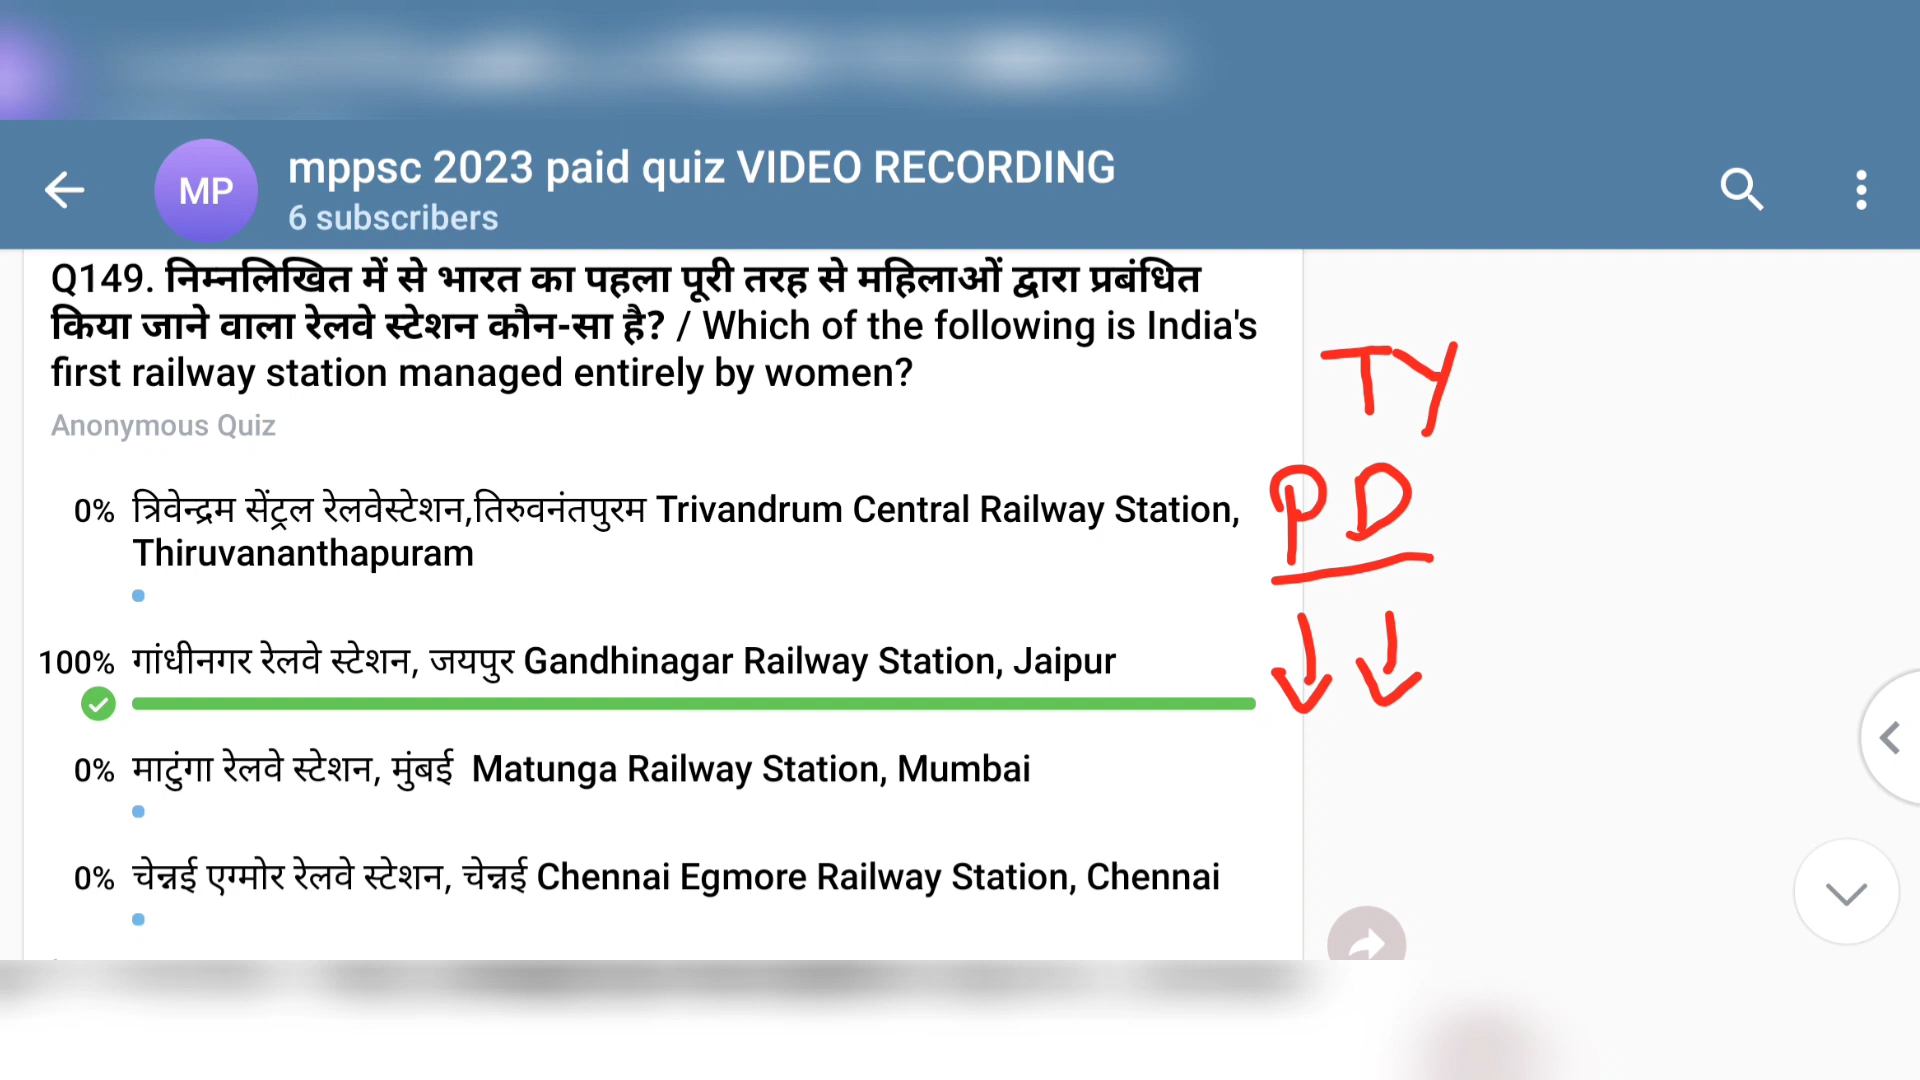 mppsc 2023 paid quiz VIDEO RECORDING
MP
6 subscribers
Q149. निम्नलिखित में से भारत का पहला पूरी तरह से महिलाओं द्वारा प्रबंधित
किया जाने वाला रेलवे स्टेशन कौन-सा है? / Which of the following is India's
first railway station managed entirely by women?
Anonymous Quiz
TY
0% त्रिवेन्द्रम सेंट्रल रेलवेस्टेशन,तिरुवनंतपुरम Trivandrum Central Railway Station,
Thiruvananthapuram
PD
100% गांधीनगर रेलवे स्टेशन, जयपुर Gandhinagar Railway Station, Jaipur
0% माटुंगा रेलवे स्टेशन, मुंबई Matunga Railway Station, Mumbai
0% चेन्नई एग्मोर रेलवे स्टेशन, चेन्नई Chennai Egmore Railway Station, Chennai